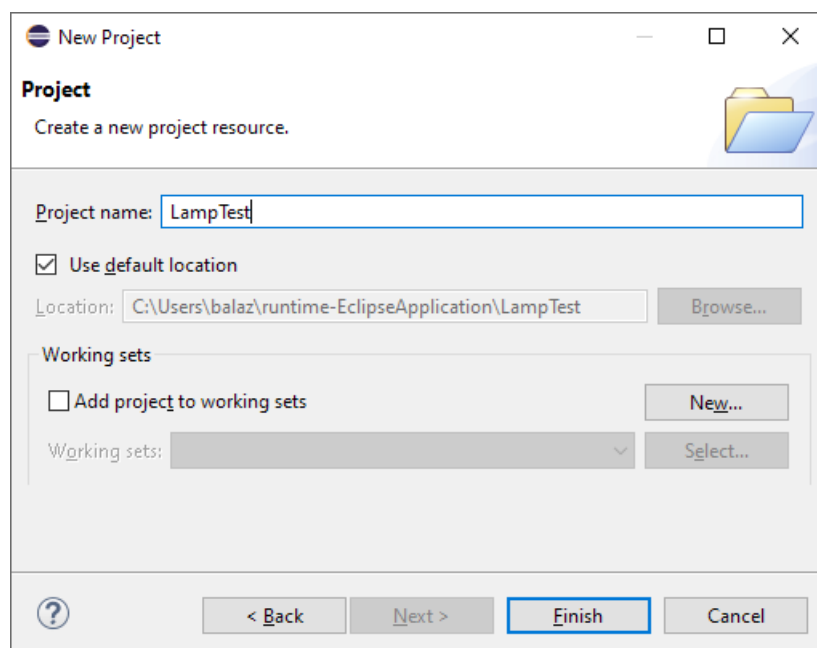 New Project
Project
Create a new project resource.
Project name: LampTest
Use default location
Location: C:\Users\balaz\runtime-EclipseApplication\LampTest Browse...
Working sets
Add project to working sets New...
Working sets: Select...
? < Back Next > Finish Cancel